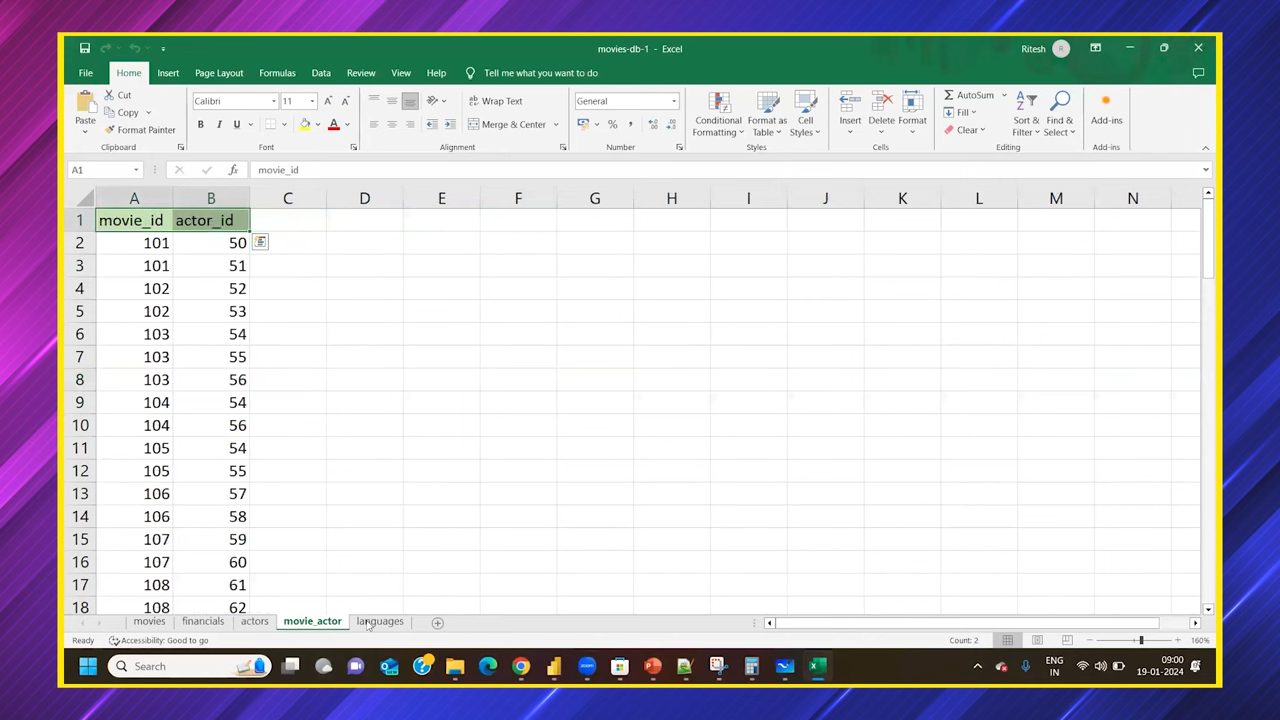 movies-db-1 - Excel
Ritesh R
File Home Insert Page Layout Formulas Data Review View Help Tell me what you want to do
Paste
Cut
Copy
Format Painter
Clipboard
Calibri 11
B I U
Font
Wrap Text
Merge & Center
Alignment
General
Number
Conditional Formatting
Format as Table
Cell Styles
Styles
Insert
Delete
Format
Cells
AutoSum
Fill
Clear
Sort & Filter
Find & Select
Editing
Add-ins
Add-ins
A1 fx movie_id
A B C D E F G H I J K L M N
1 movie_id actor_id
2 101 50
3 101 51
4 102 52
5 102 53
6 103 54
7 103 55
8 103 56
9 104 54
10 104 56
11 105 54
12 105 55
13 106 57
14 106 58
15 107 59
16 107 60
17 108 61
18 108 62
movies financials actors movie_actor languages
Ready Accessibility: Good to go Count: 2 160%
Search
ENG IN
09:00
19-01-2024